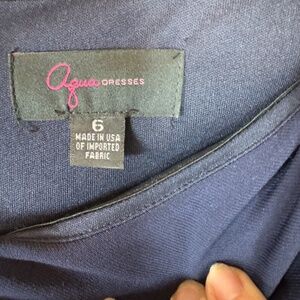 Aqua DRESSES
6
MADE IN USA
OF IMPORTED
FABRIC